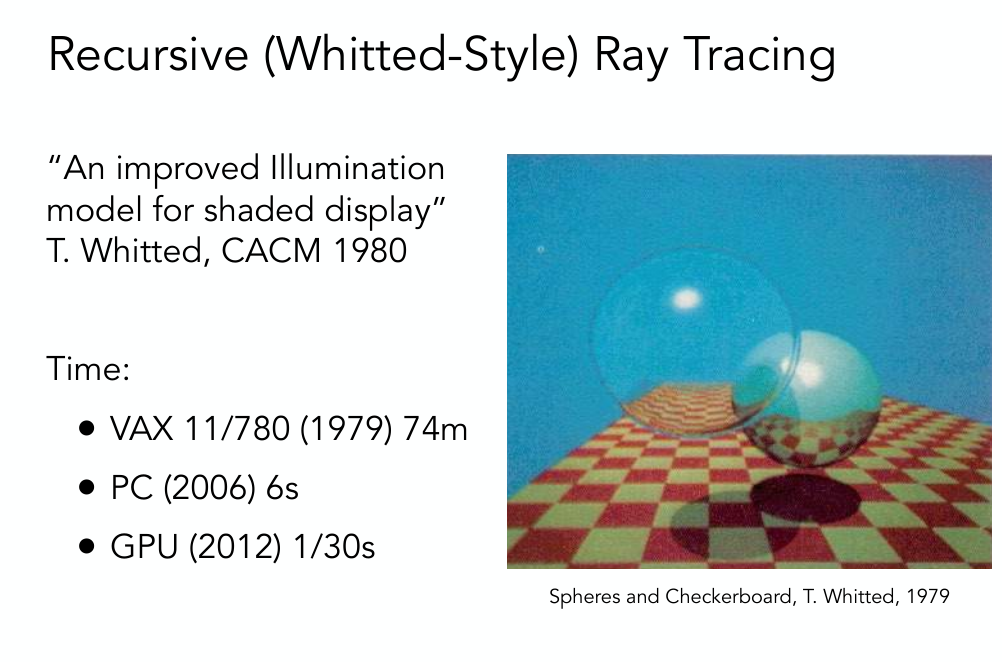 Recursive (Whitted-Style) Ray Tracing
“An improved Illumination
model for shaded display”
T. Whitted, CACM 1980
Time:
• VAX 11/780 (1979) 74m
• PC (2006) 6s
• GPU (2012) 1/30s
Spheres and Checkerboard, T. Whitted, 1979